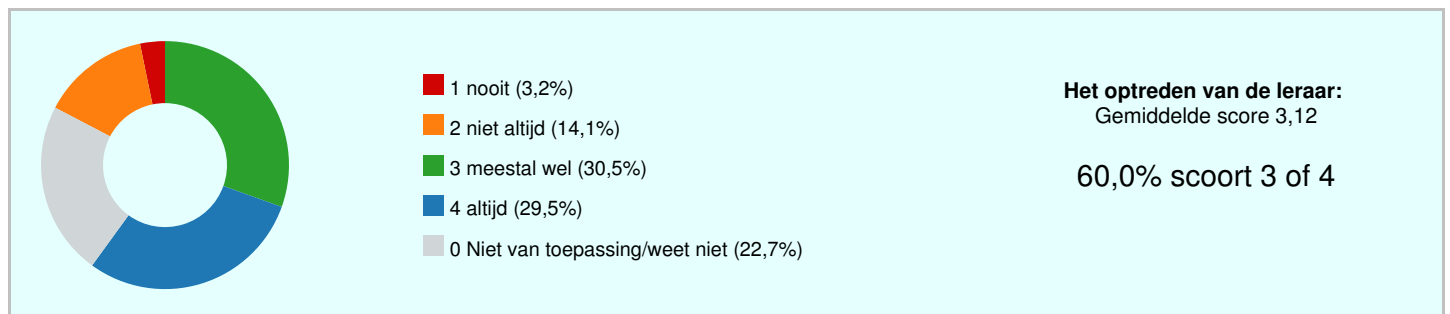 1 nooit (3,2%)
2 niet altijd (14,1%)
3 meestal wel (30,5%)
4 altijd (29,5%)
0 Niet van toepassing/weet niet (22,7%)
Het optreden van de leraar:
Gemiddelde score 3,12
60,0% scoort 3 of 4